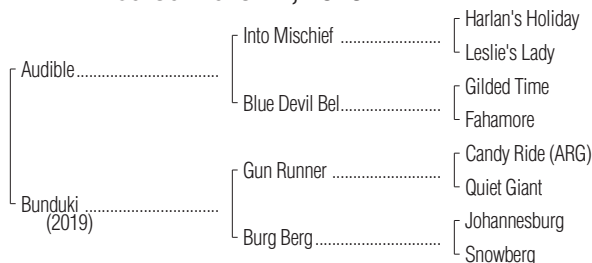 Harlan's Holiday
Into Mischief ........................
Leslie's Lady
Audible..................................
Gilded Time
Blue Devil Bel........................
Fahamore
Candy Ride (ARG)
Gun Runner ..........................
Quiet Giant
Bunduki ................................
(2019)
Johannesburg
Burg Berg..............................
Snowberg